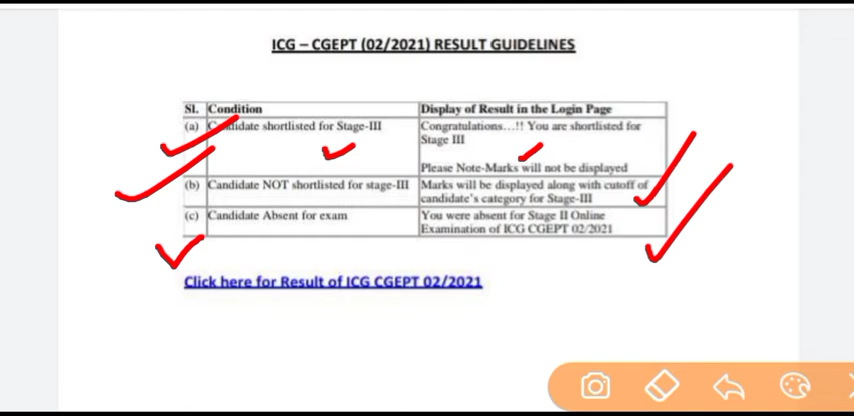 ICG – CGEPT (02/2021) RESULT GUIDELINES
Sl. Condition Display of Result in the Login Page
(a) Candidate shortlisted for Stage-III Congratulations…!! You are shortlisted for
Stage III
Please Note-Marks will not be displayed
(b) Candidate NOT shortlisted for stage-III Marks will be displayed along with cutoff of
candidate's category for Stage-III
(c) Candidate Absent for exam You were absent for Stage II Online
Examination of ICG CGEPT 02/2021
Click here for Result of ICG CGEPT 02/2021